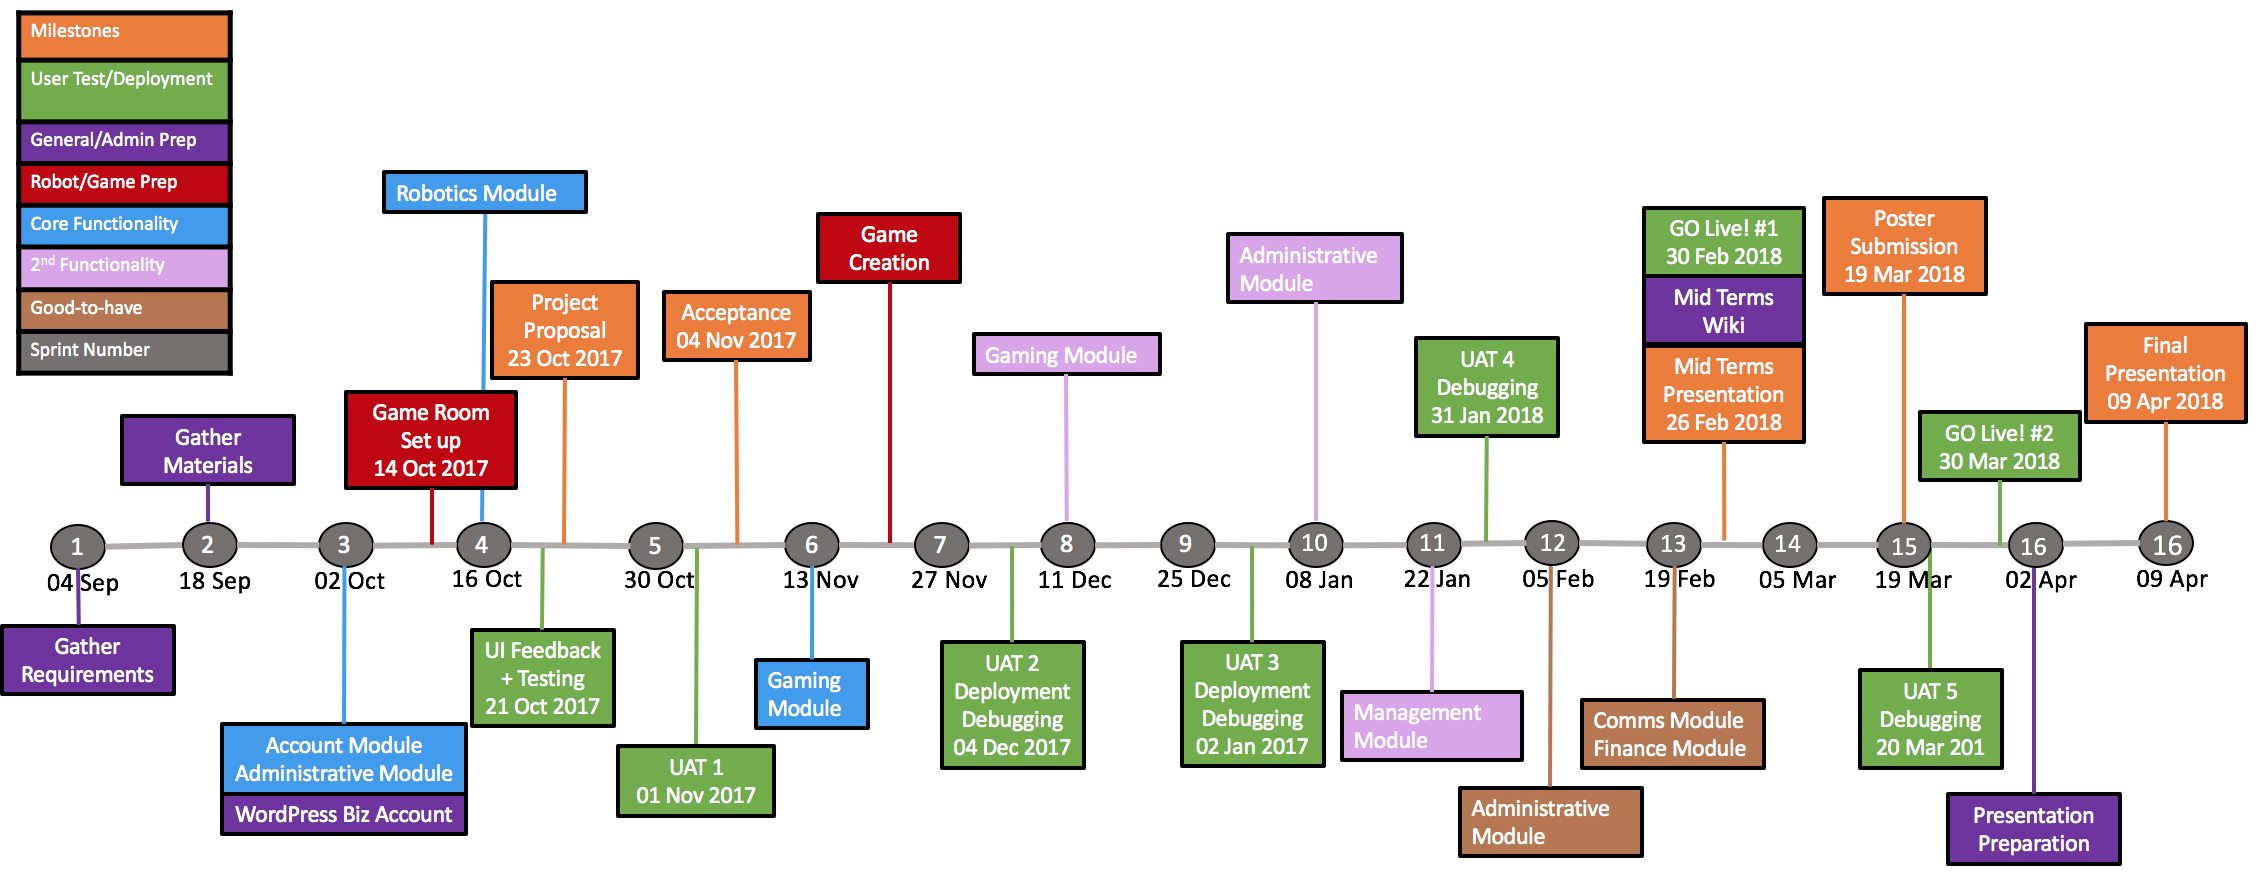 Milestones
User Test/Deployment
General/Admin Prep
Robot/Game Prep
Core Functionality
2nd Functionality
Good-to-have
Sprint Number
Robotics Module
Game Room
Set up
14 Oct 2017
Project
Proposal
23 Oct 2017
Acceptance
04 Nov 2017
Game
Creation
Gaming Module
Administrative
Module
UAT 4
Debugging
31 Jan 2018
GO Live! #1
30 Feb 2018
Mid Terms
Wiki
Mid Terms
Presentation
26 Feb 2018
Poster
Submission
19 Mar 2018
GO Live! #2
30 Mar 2018
Final
Presentation
09 Apr 2018
Gather
Materials
1
2
3
4
5
6
7
8
9
10
11
12
13
14
15
16
16
04 Sep
18 Sep
02 Oct
16 Oct
30 Oct
13 Nov
27 Nov
11 Dec
25 Dec
08 Jan
22 Jan
05 Feb
19 Feb
05 Mar
19 Mar
02 Apr
09 Apr
Gather
Requirements
Account Module
Administrative Module
WordPress Biz Account
UI Feedback
+ Testing
21 Oct 2017
UAT 1
01 Nov 2017
Gaming
Module
UAT 2
Deployment
Debugging
04 Dec 2017
UAT 3
Deployment
Debugging
02 Jan 2017
Management
Module
Administrative
Module
Comms Module
Finance Module
UAT 5
Debugging
20 Mar 201
Presentation
Preparation